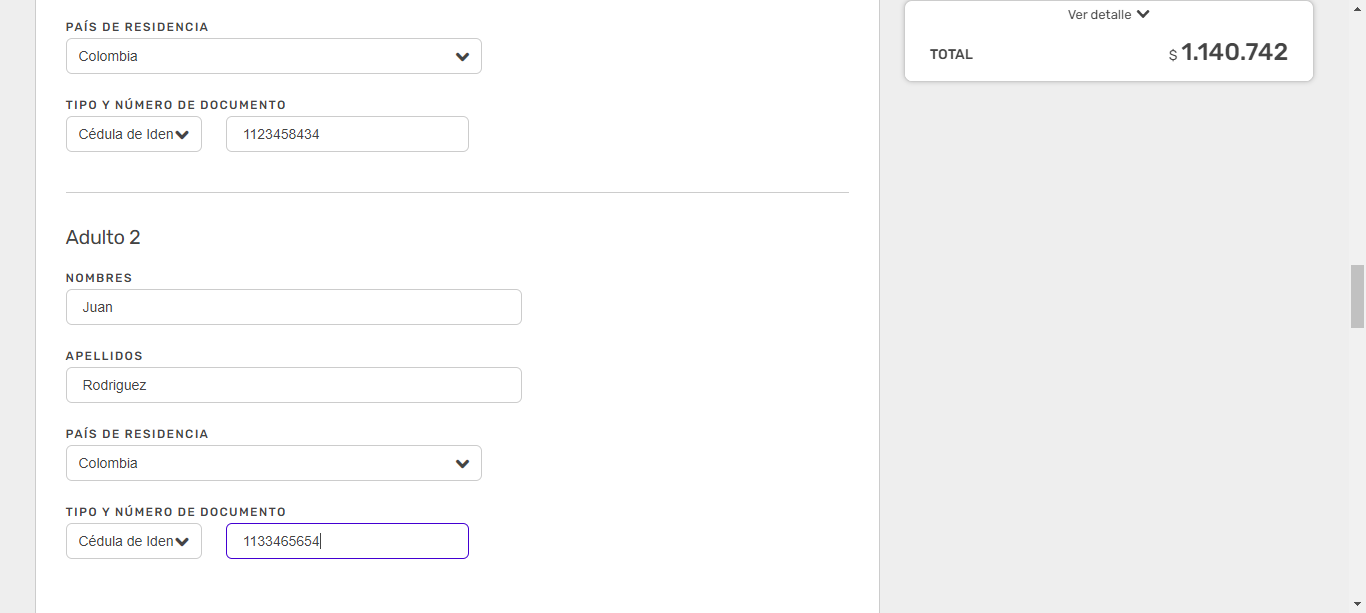 PAÍS DE RESIDENCIA
Colombia
TIPO Y NÚMERO DE DOCUMENTO
Cédula de Iden
1123458434
Adulto 2
NOMBRES
Juan
APELLIDOS
Rodriguez
PAÍS DE RESIDENCIA
Colombia
TIPO Y NÚMERO DE DOCUMENTO
Cédula de Iden
1133465654
Ver detalle
TOTAL
$ 1.140.742